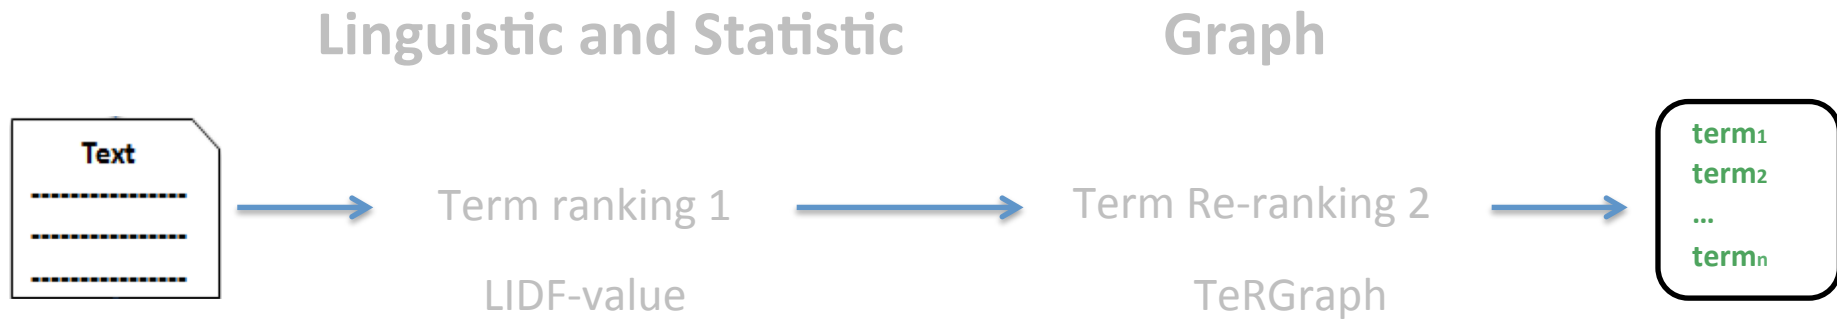 Linguistic and Statistic
Graph
Text
Term ranking 1
LIDF-value
Term Re-ranking 2
TeRGraph
term1
term2
...
termn